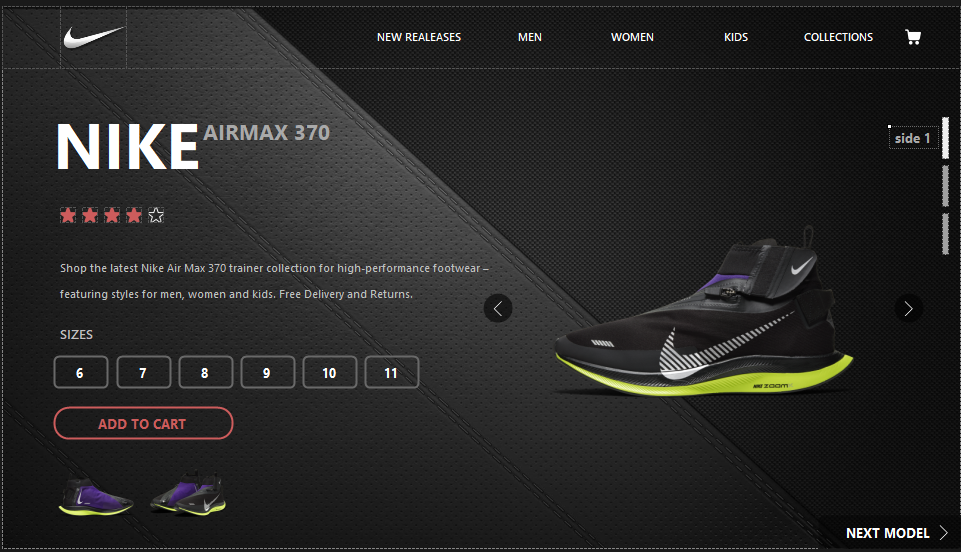 NEW REALEASES MEN WOMEN KIDS COLLECTIONS
NIKE AIRMAX 370
side 1
Shop the latest Nike Air Max 370 trainer collection for high-performance footwear –
featuring styles for men, women and kids. Free Delivery and Returns.
SIZES
6 7 8 9 10 11
ADD TO CART
ZOOM
NEXT MODEL